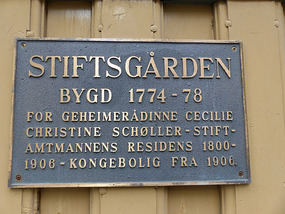 STIFTSGÅRDEN
BYGD 1774-78
FOR GEHEIMERÅDINNE CECILIE
CHRISTINE SCHØLLER-STIFT-
AMTMANNENS RESIDENS 1800-
1906-KONGEBOLIG FRA 1906.